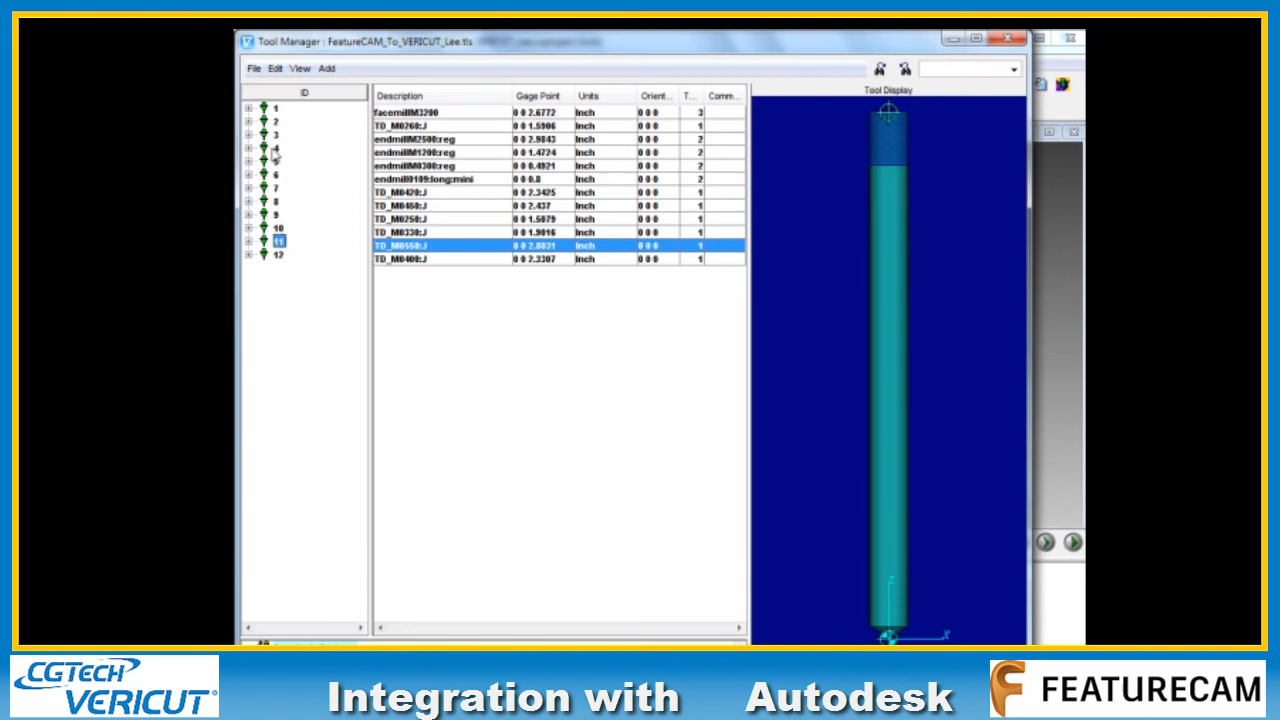 Tool Manager : FeatureCAM_To_VERICUT_Lee.tls
File Edit View Add
ID Description Gage Point Units Orient... T... Comm... Tool Display
1 facemillM3200 0 0 2.6772 Inch 0 0 0 3
2 TD_M0260:J 0 0 1.5906 Inch 0 0 0 1
3 endmillM2500:reg 0 0 2.9843 Inch 0 0 0 2
4 endmillM1200:reg 0 0 1.4724 Inch 0 0 0 2
5 endmillM0300:reg 0 0 0.4921 Inch 0 0 0 2
6 endmill0109:long:mini 0 0 0.8 Inch 0 0 0 2
7 TD_M0420:J 0 0 2.3425 Inch 0 0 0 1
8 TD_M0450:J 0 0 2.437 Inch 0 0 0 1
9 TD_M0250:J 0 0 1.5079 Inch 0 0 0 1
10 TD_M0330:J 0 0 1.9016 Inch 0 0 0 1
11 TD_M0550:J 0 0 2.8031 Inch 0 0 0 1
12 TD_M0400:J 0 0 2.3307 Inch 0 0 0 1
Z
X
CGTECH
VERICUT®
Integration with Autodesk
FEATURECAM